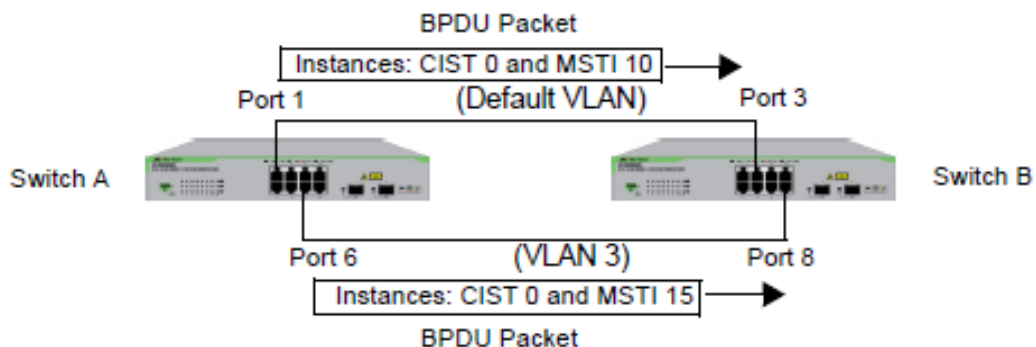 BPDU Packet
Instances: CIST 0 and MSTI 10
Port 1
(Default VLAN)
Port 3
Switch A
Switch B
Port 6
(VLAN 3)
Port 8
Instances: CIST 0 and MSTI 15
BPDU Packet